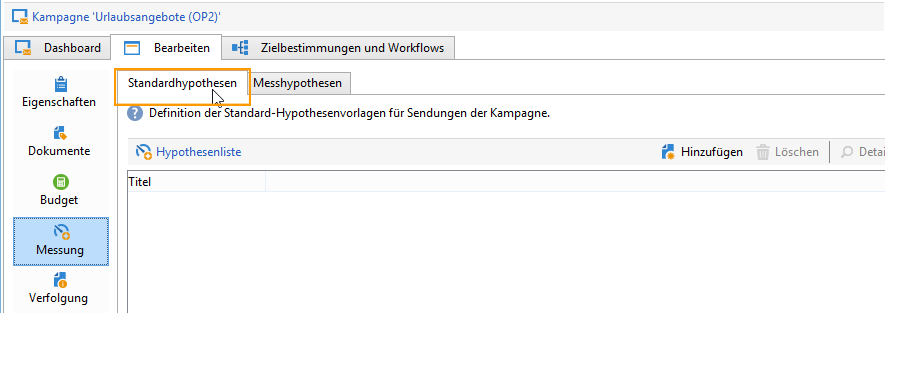 Kampagne 'Urlaubsangebote (OP2)'
Dashboard Bearbeiten Zielbestimmungen und Workflows
Eigenschaften
Dokumente
Budget
Messung
Verfolgung
Standardhypothesen Messhypothesen
Definition der Standard-Hypothesenvorlagen für Sendungen der Kampagne.
Hypothesenliste Hinzufügen Löschen Detai
Titel